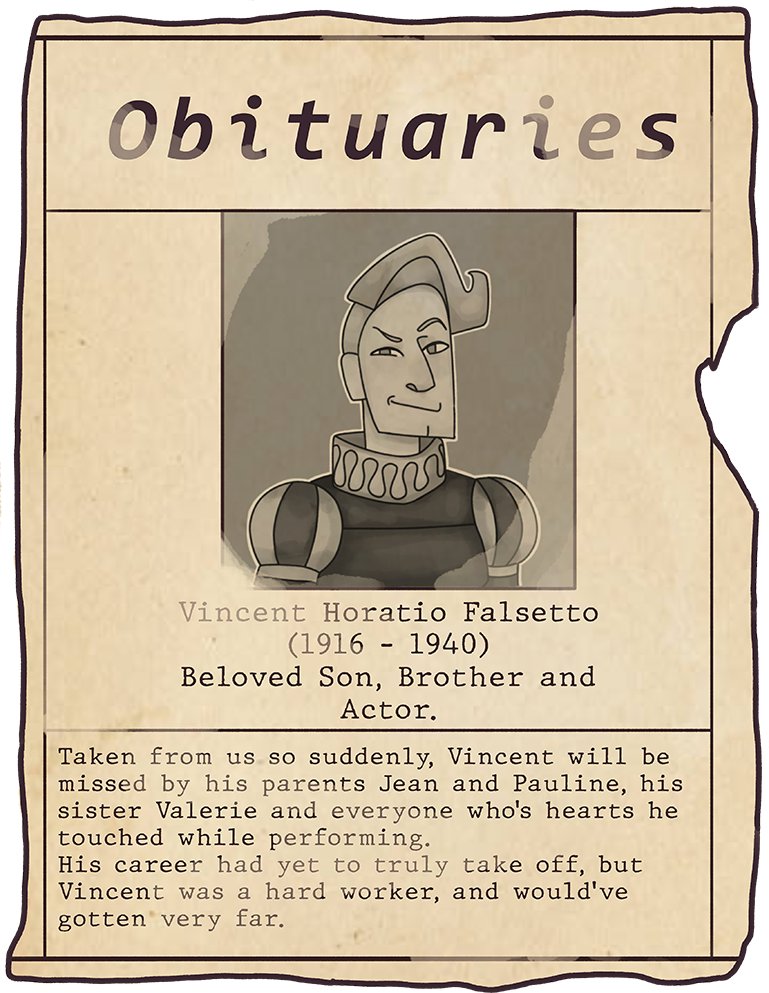 Obituaries
Vincent Horatio Falsetto
(1916 - 1940)
Beloved Son, Brother and
Actor.
Taken from us so suddenly, Vincent will be
missed by his parents Jean and Pauline, his
sister Valerie and everyone who's hearts he
touched while performing.
His career had yet to truly take off, but
Vincent was a hard worker, and would've
gotten very far.